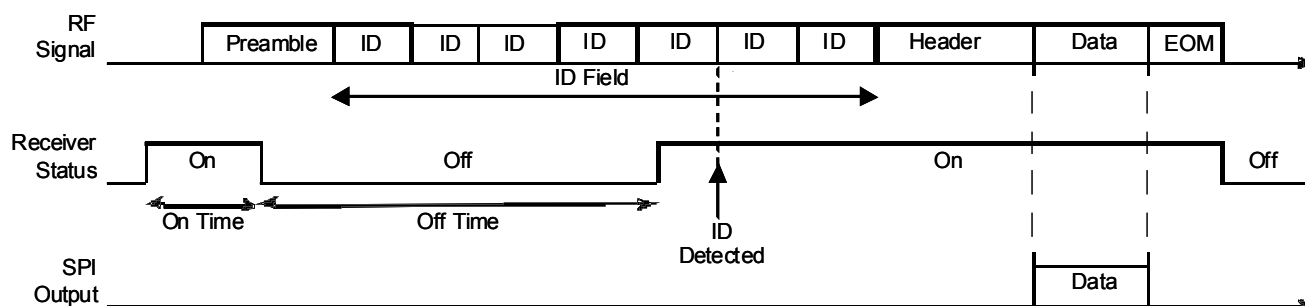 RF
Signal
Preamble ID ID ID ID ID ID ID Header Data EOM
ID Field
Receiver
Status
On Off On Off
On Time Off Time
ID
Detected
SPI
Output
Data